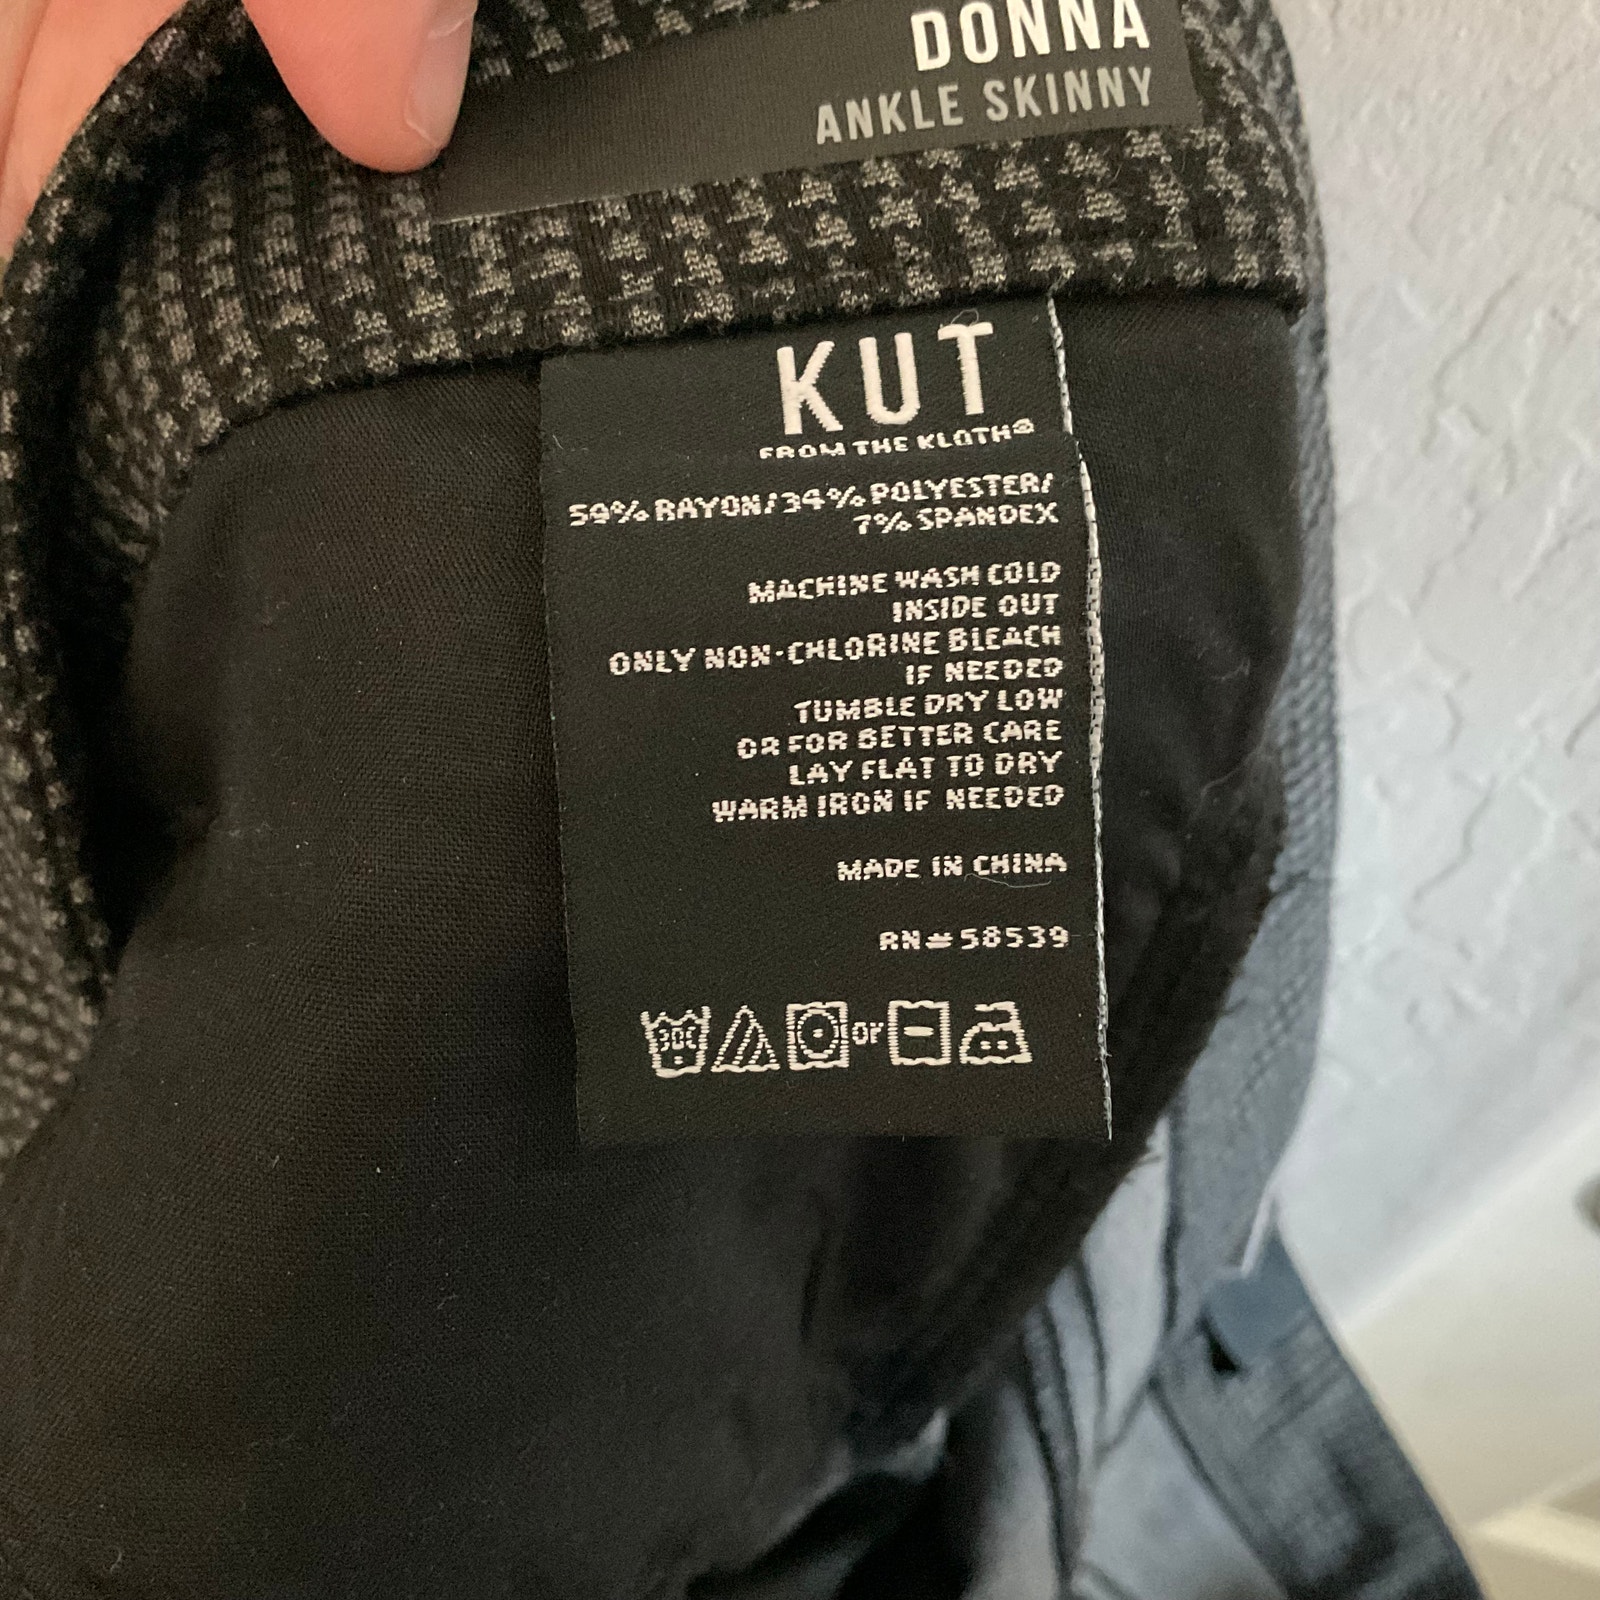 DONNA
ANKLE SKINNY
KUT
FROM THE KLOTH®
59% RAYON/34% POLYESTER/
7% SPANDEX
MACHINE WASH COLD
INSIDE OUT
ONLY NON-CHLORINE BLEACH
IF NEEDED
TUMBLE DRY LOW
OR FOR BETTER CARE
LAY FLAT TO DRY
WARM IRON IF NEEDED
MADE IN CHINA
RN#58539
30C or